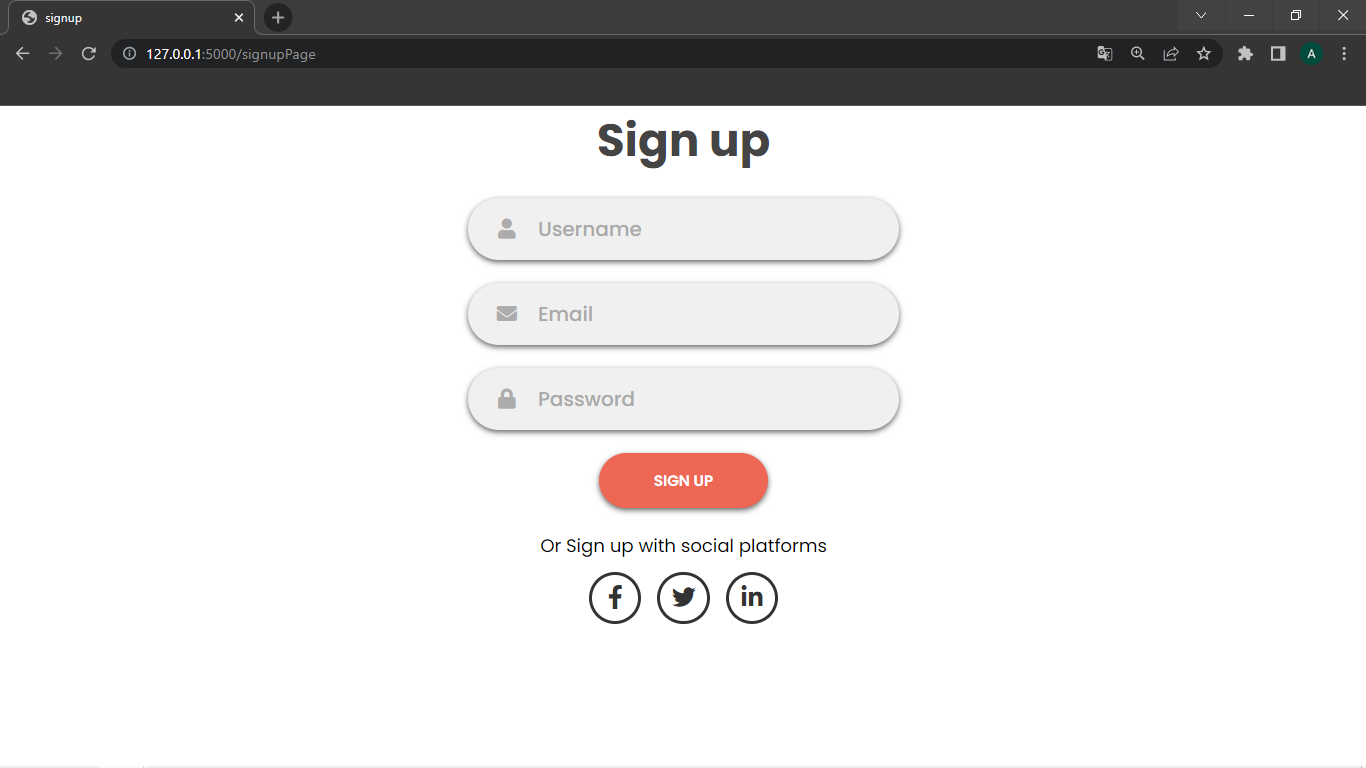 signup
127.0.0.1:5000/signupPage
A
Sign up
Username
Email
Password
SIGN UP
Or Sign up with social platforms
f in